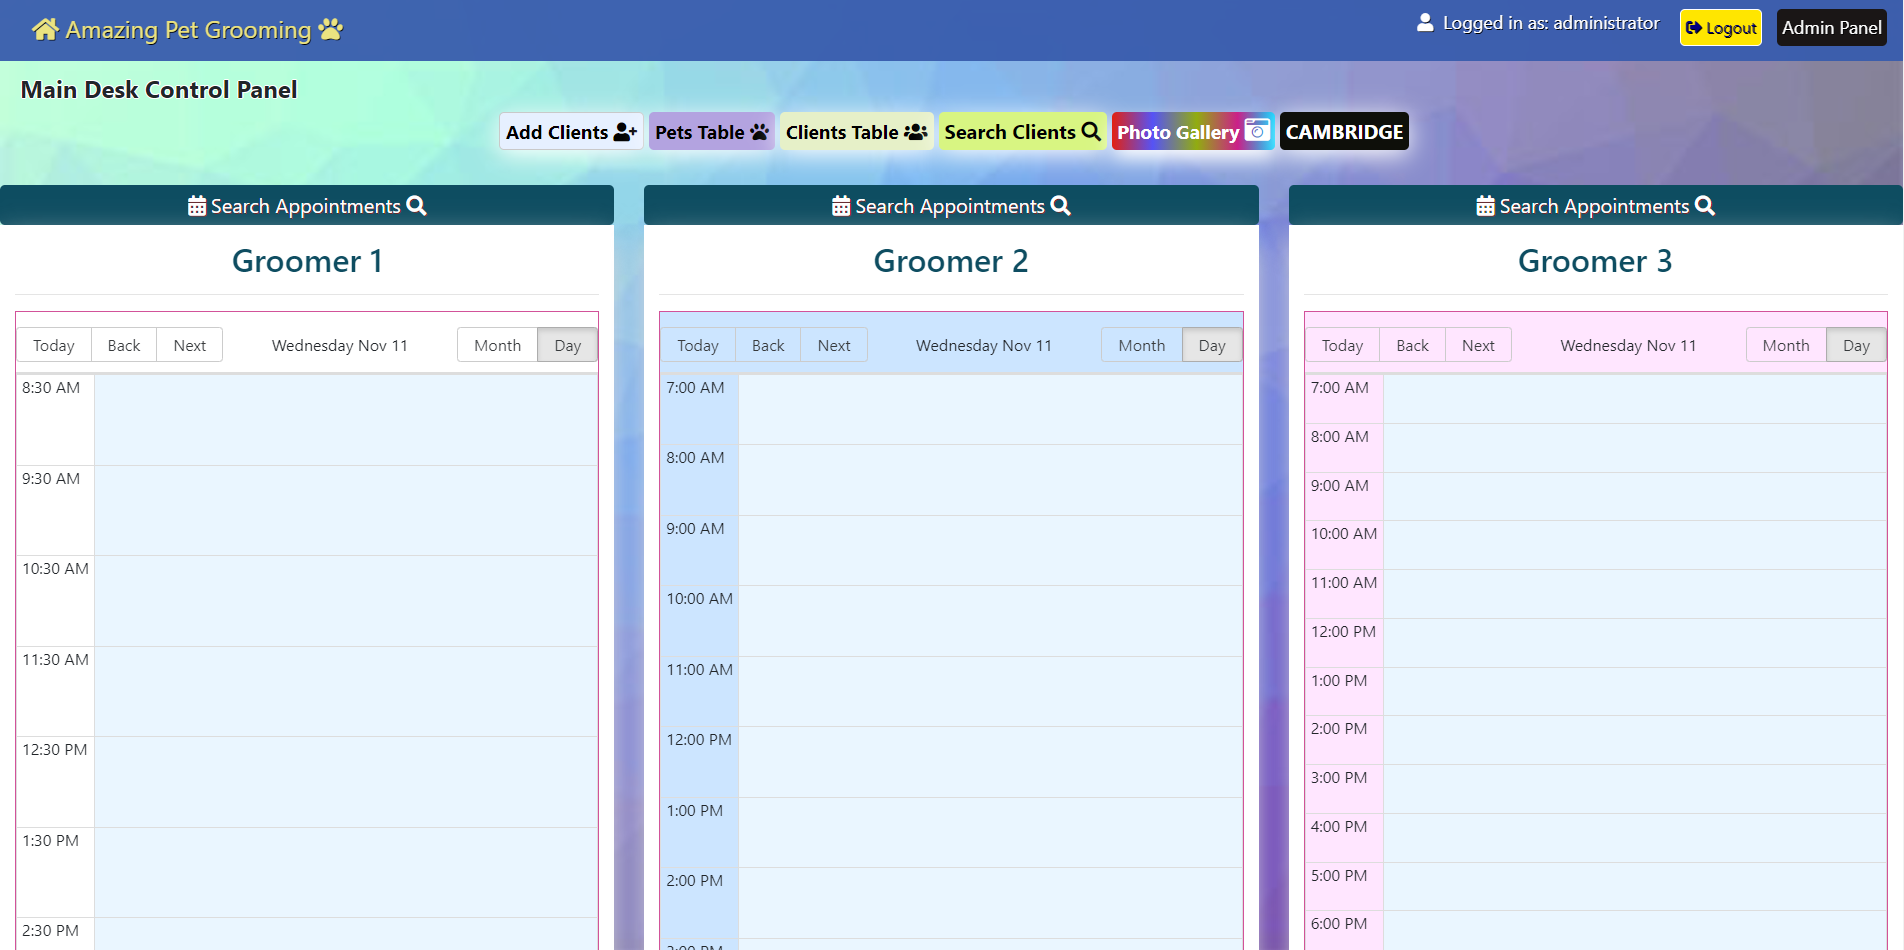 Amazing Pet Grooming
Logged in as: administrator
Logout
Admin Panel
Main Desk Control Panel
Add Clients
Pets Table
Clients Table
Search Clients
Photo Gallery
CAMBRIDGE
Search Appointments
Groomer 1
Today Back Next
Wednesday Nov 11
Month Day
8:30 AM
9:30 AM
10:30 AM
11:30 AM
12:30 PM
1:30 PM
2:30 PM
Search Appointments
Groomer 2
Today Back Next
Wednesday Nov 11
Month Day
7:00 AM
8:00 AM
9:00 AM
10:00 AM
11:00 AM
12:00 PM
1:00 PM
2:00 PM
3:00 PM
Search Appointments
Groomer 3
Today Back Next
Wednesday Nov 11
Month Day
7:00 AM
8:00 AM
9:00 AM
10:00 AM
11:00 AM
12:00 PM
1:00 PM
2:00 PM
3:00 PM
4:00 PM
5:00 PM
6:00 PM